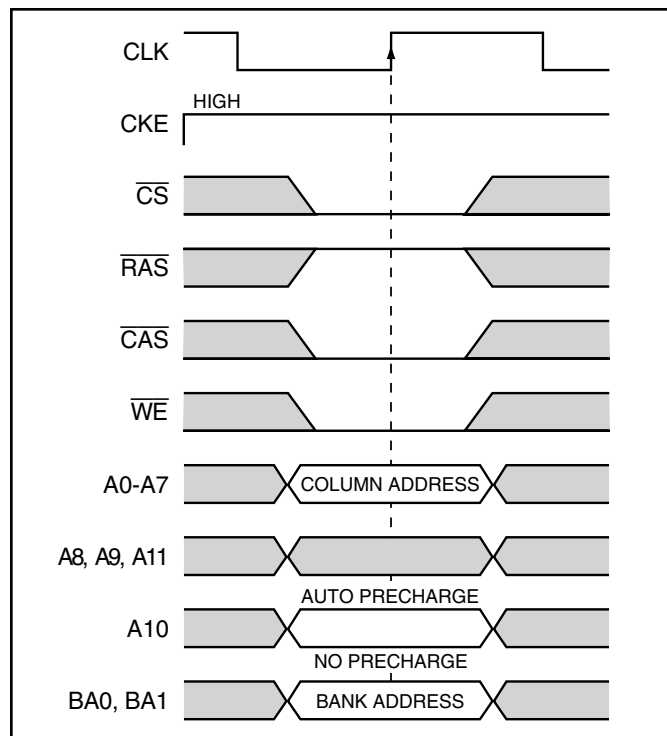 CLK
HIGH
CKE
CS
RAS
CAS
WE
A0-A7 COLUMN ADDRESS
A8, A9, A11
AUTO PRECHARGE
A10
NO PRECHARGE
BA0, BA1 BANK ADDRESS